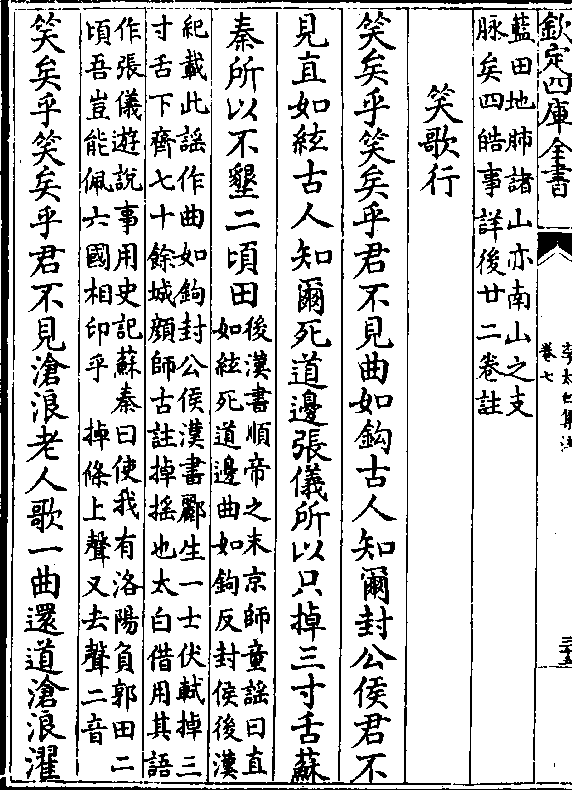 欽定四庫全書
卷七
藍田地肺諸山亦南山之支
脉矣四皓事詳後廿二卷註
笑歌行
笑矣乎笑矣乎君不見曲如鈎古人知爾封公侯君不
見直如絃古人知爾死道邊張儀所以只掉三寸舌蘇
秦所以不墾二頃田
後漢書順帝之末京師童謡曰直
如絃死道邊曲如鉤反封侯後漢
紀載此謡作曲如鉤封公侯漢書酈生一士伏軾掉三
寸舌下齊七十餘城顔師古註掉揺也太白借用其語
作張儀遊説事用史記蘇秦曰使我有洛陽負郭田二
頃吾豈能佩六國相印乎 掉條上聲又去聲二音
笑矣乎笑矣乎君不見滄浪老人歌一曲還道滄浪濯